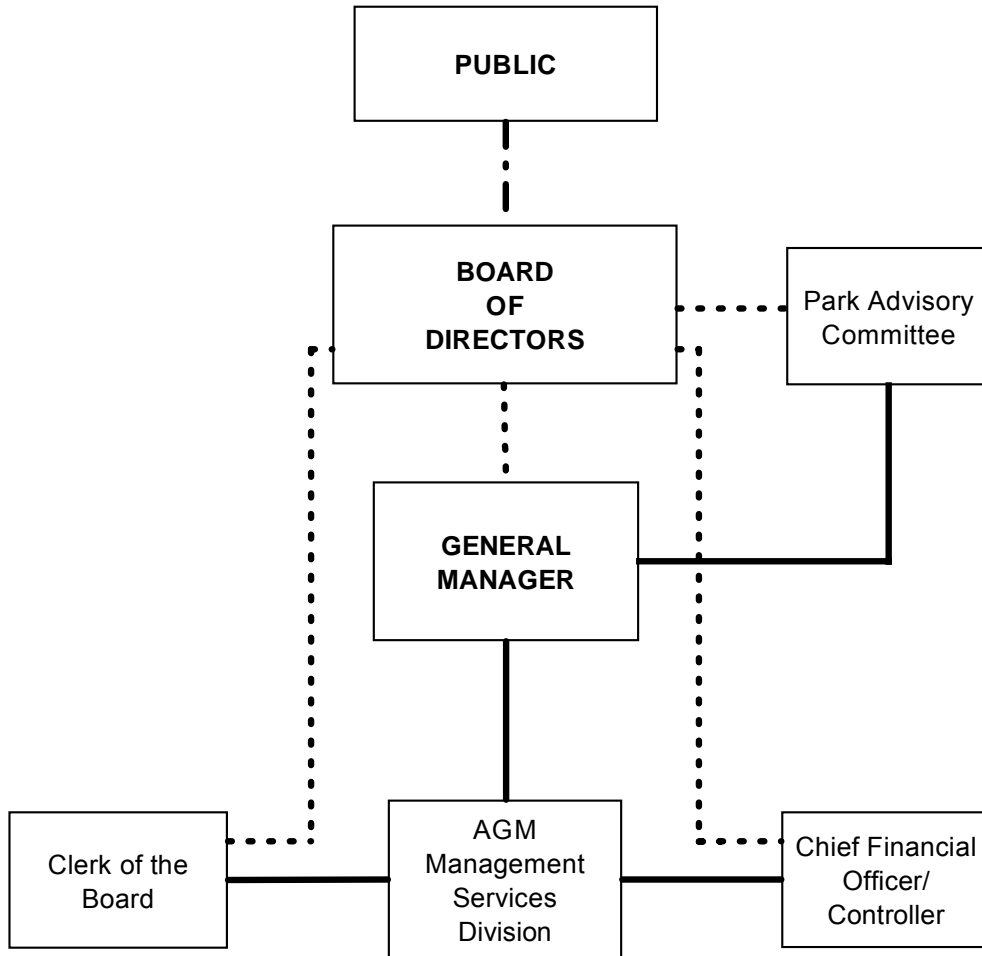 PUBLIC
BOARD
OF
DIRECTORS
Park Advisory
Committee
GENERAL
MANAGER
Clerk of the
Board
AGM
Management
Services
Division
Chief Financial
Officer/
Controller